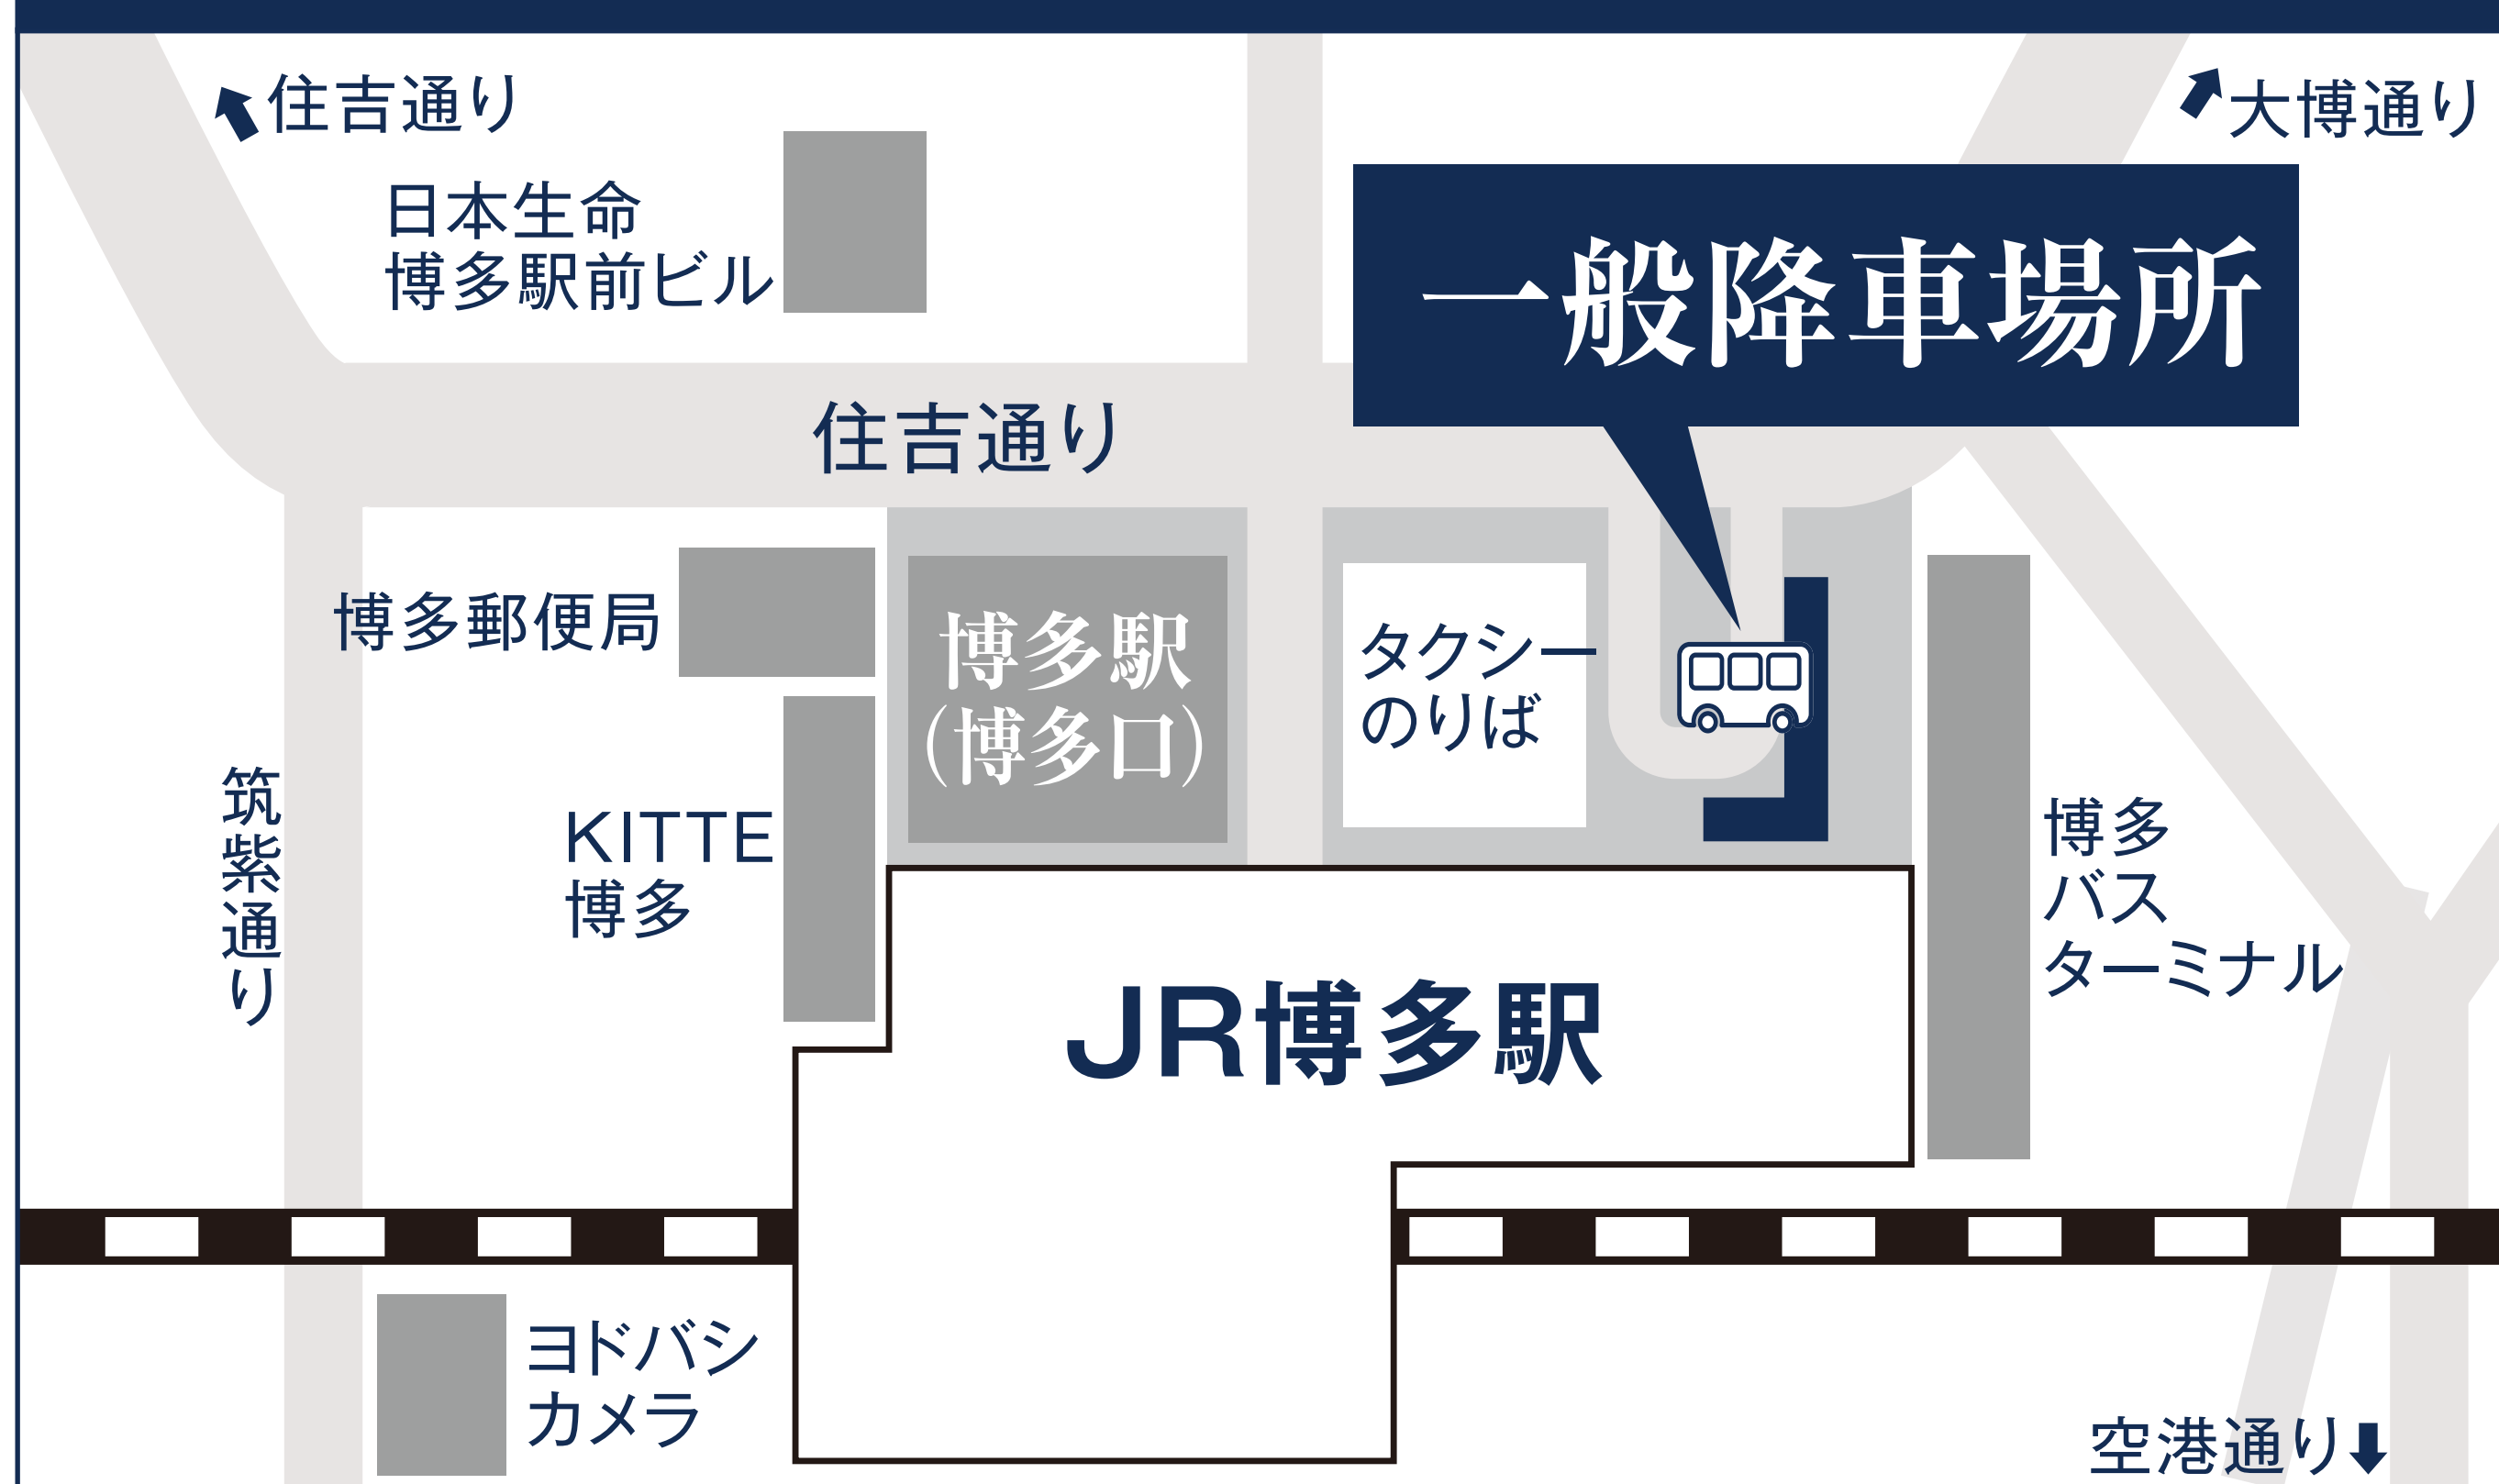 住吉通り
大博通り
日本生命
博多駅前ビル
一般降車場所
住吉通り
博多郵便局
博多駅
(博多口)
タクシー
のりば
筑紫通り
KITTE
博多
博多
バス
ターミナル
JR博多駅
ヨドバシ
カメラ
空港通り